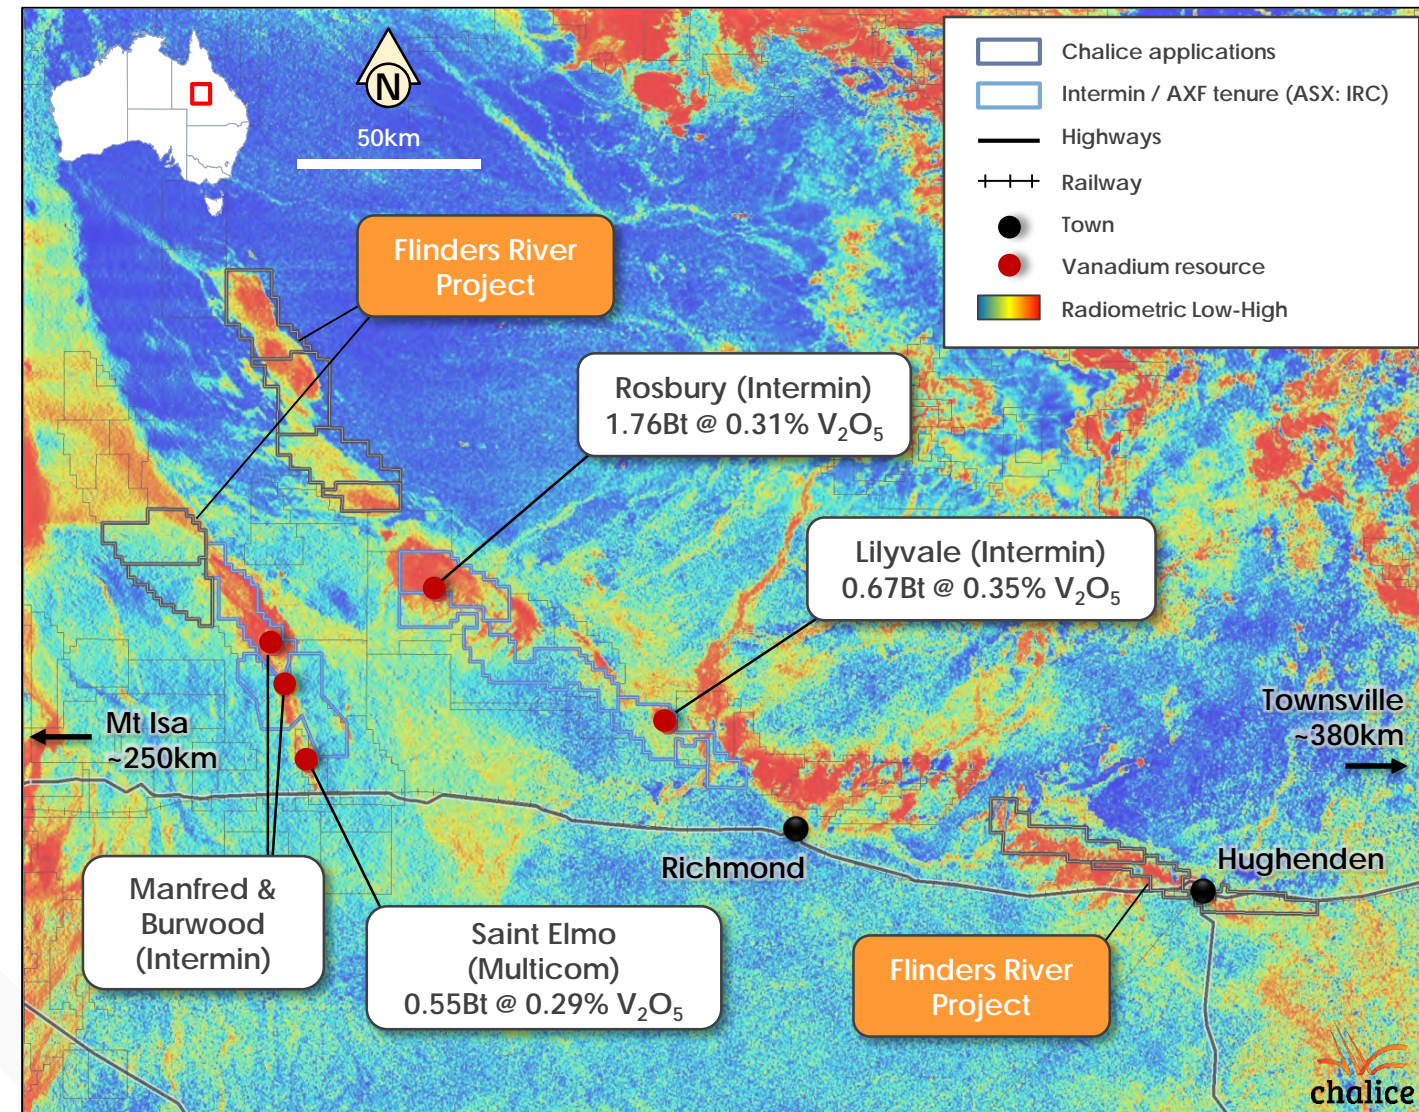 N
50km
Chalice applications
Intermin / AXF tenure (ASX: IRC)
Highways
Railway
Town
Vanadium resource
Radiometric Low-High
Flinders River
Project
Rosbury (Intermin)
1.76Bt @ 0.31% V₂O₅
Lilyvale (Intermin)
0.67Bt @ 0.35% V₂O₅
Townsville
~380km
Mt Isa
~250km
Richmond
Hughenden
Manfred &
Burwood
(Intermin)
Saint Elmo
(Multicom)
0.55Bt @ 0.29% V₂O₅
Flinders River
Project
chalice